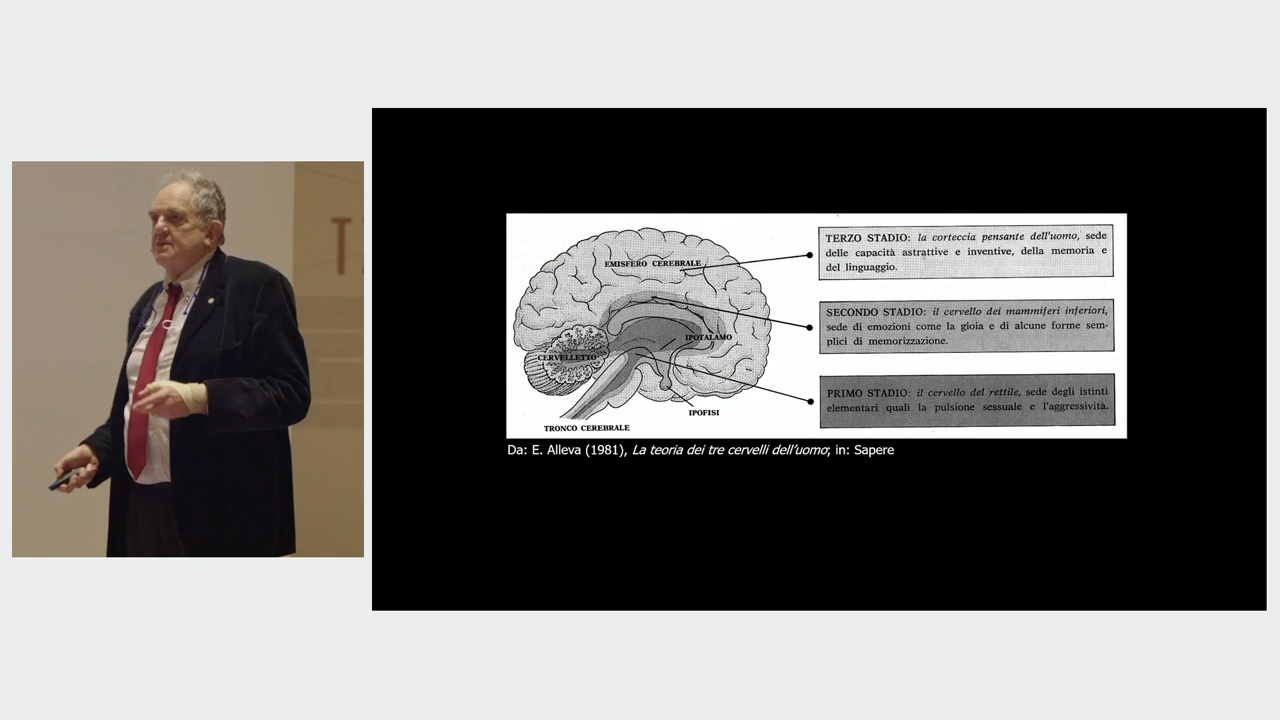 EMISFERO CEREBRALE
IPOTALAMO
CERVELLETTO
IPOFISI
TRONCO CEREBRALE
TERZO STADIO: la corteccia pensante dell'uomo, sede
delle capacità astrattive e inventive, della memoria e
del linguaggio.
SECONDO STADIO: il cervello dei mammiferi inferiori,
sede di emozioni come la gioia e di alcune forme sem-
plici di memorizzazione.
PRIMO STADIO: il cervello del rettile, sede degli istinti
elementari quali la pulsione sessuale e l'aggressività.
Da: E. Alleva (1981), La teoria dei tre cervelli dell'uomo; in: Sapere